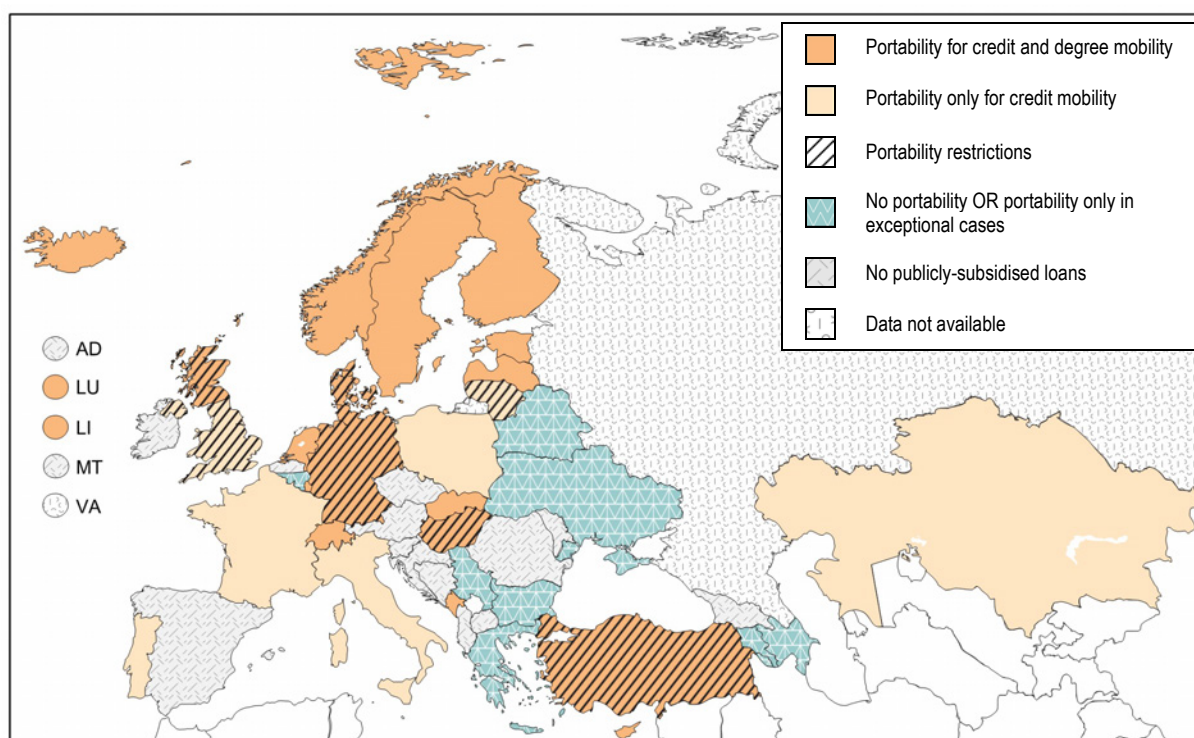 Portability for credit and degree mobility
Portability only for credit mobility
Portability restrictions
No portability OR portability only in
exceptional cases
No publicly-subsidised loans
Data not available
AD
LU
LI
MT
VA